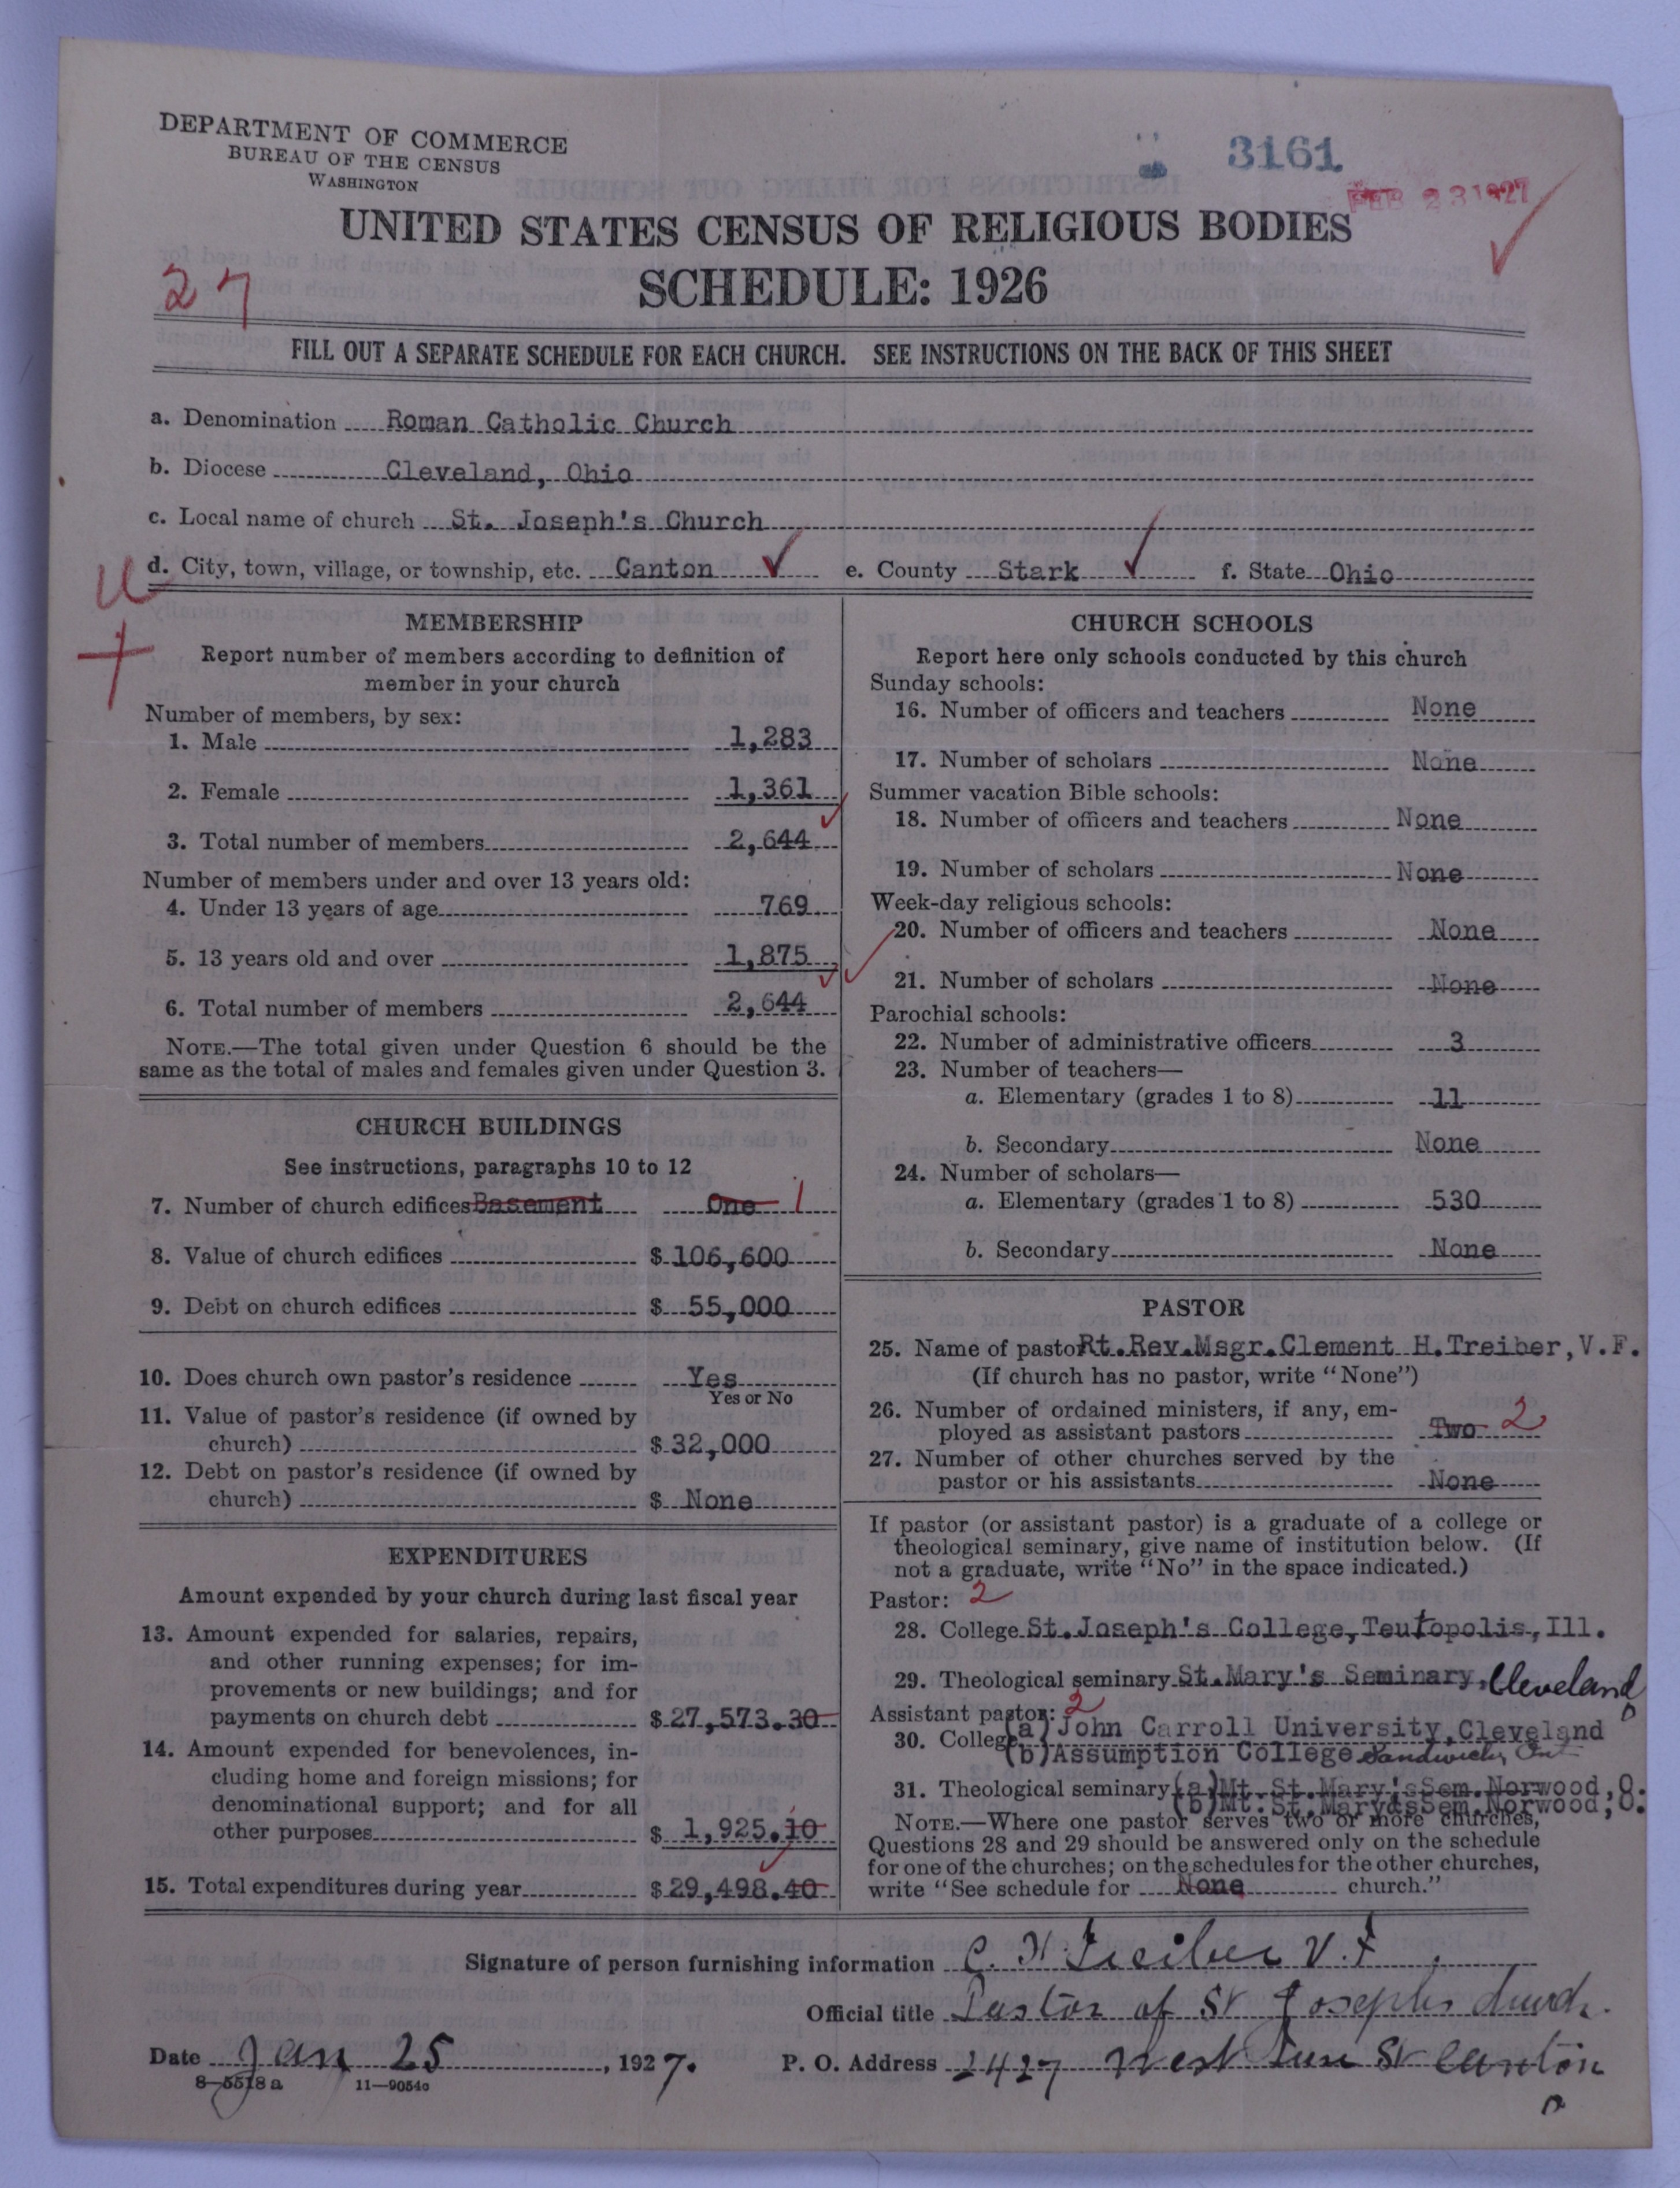 DEPARTMENT OF COMMERCE
BUREAU OF THE CENSUS
WASHINGTON
3161
FEB 23 1927
UNITED STATES CENSUS OF RELIGIOUS BODIES
27
SCHEDULE: 1926
FILL OUT A SEPARATE SCHEDULE FOR EACH CHURCH. SEE INSTRUCTIONS ON THE BACK OF THIS SHEET
a. Denomination Roman Catholic Church
b. Diocese Cleveland, Ohio
c. Local name of church St. Joseph's Church
d. City, town, village, or township, etc. Canton e. County Stark f. State Ohio
MEMBERSHIP
Report number of members according to definition of
member in your church
Number of members, by sex:
1. Male 1,283
2. Female 1,361
3. Total number of members 2,644
Number of members under and over 13 years old:
4. Under 13 years of age 769
5. 13 years old and over 1,875
6. Total number of members 2,644
NOTE.—The total given under Question 6 should be the
same as the total of males and females given under Question 3.
CHURCH BUILDINGS
See instructions, paragraphs 10 to 12
7. Number of church edifices Basement One 1
8. Value of church edifices $ 106,600
9. Debt on church edifices $ 55,000
10. Does church own pastor's residence Yes
Yes or No
11. Value of pastor's residence (if owned by
church) $ 32,000
12. Debt on pastor's residence (if owned by
church) $ None
EXPENDITURES
Amount expended by your church during last fiscal year
13. Amount expended for salaries, repairs,
and other running expenses; for im-
provements or new buildings; and for
payments on church debt $ 27,573.30
14. Amount expended for benevolences, in-
cluding home and foreign missions; for
denominational support; and for all
other purposes $ 1,925.10
15. Total expenditures during year $ 29,498.40
CHURCH SCHOOLS
Report here only schools conducted by this church
Sunday schools:
16. Number of officers and teachers None
17. Number of scholars None
Summer vacation Bible schools:
18. Number of officers and teachers None
19. Number of scholars None
Week-day religious schools:
20. Number of officers and teachers None
21. Number of scholars None
Parochial schools:
22. Number of administrative officers 3
23. Number of teachers—
a. Elementary (grades 1 to 8) 11
b. Secondary None
24. Number of scholars—
a. Elementary (grades 1 to 8) 530
b. Secondary None
PASTOR
25. Name of pastor Rt.Rev.Msgr.Clement H.Treiber,V.F.
(If church has no pastor, write "None")
26. Number of ordained ministers, if any, em-
ployed as assistant pastors Two 2
27. Number of other churches served by the
pastor or his assistants None
If pastor (or assistant pastor) is a graduate of a college or
theological seminary, give name of institution below. (If
not a graduate, write "No" in the space indicated.)
Pastor: 2
28. College St.Joseph's College,Teutopolis,Ill.
29. Theological seminary St.Mary's Seminary, Cleveland O
Assistant pastor: 2
30. College (a) John Carroll University,Cleveland
(b) Assumption College Sandwich, Ont
31. Theological seminary (a)Mt.St.Mary'sSem.Norwood,O.
(b)Mt.St.Mary&sSem.Norwood,O.
NOTE.—Where one pastor serves two or more churches,
Questions 28 and 29 should be answered only on the schedule
for one of the churches; on the schedules for the other churches,
write "See schedule for None church."
Signature of person furnishing information C. H. Treiber V.F.
Official title Pastor of St Josephs church.
Date Jan 25, 1927. P. O. Address 2427 West Tusc St Canton
O
8—5518a 11—9054c